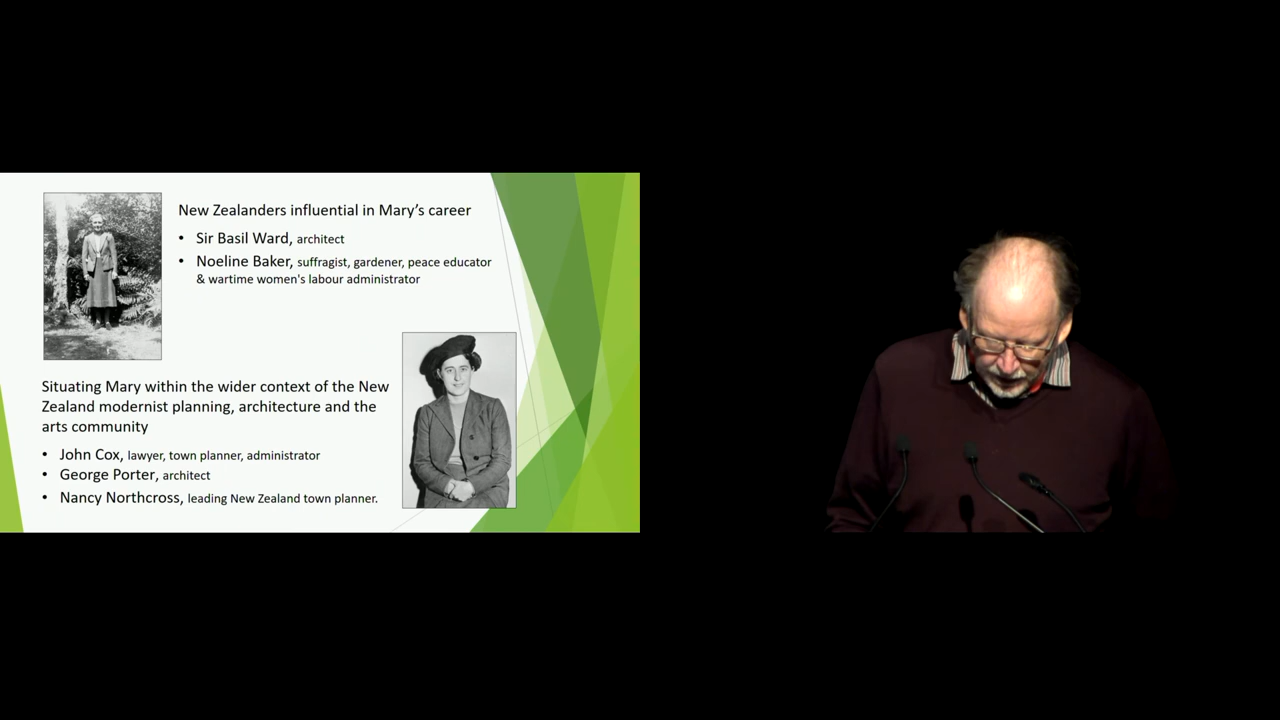 New Zealanders influential in Mary’s career
• Sir Basil Ward, architect
• Noeline Baker, suffragist, gardener, peace educator
& wartime women's labour administrator
Situating Mary within the wider context of the New
Zealand modernist planning, architecture and the
arts community
• John Cox, lawyer, town planner, administrator
• George Porter, architect
• Nancy Northcross, leading New Zealand town planner.